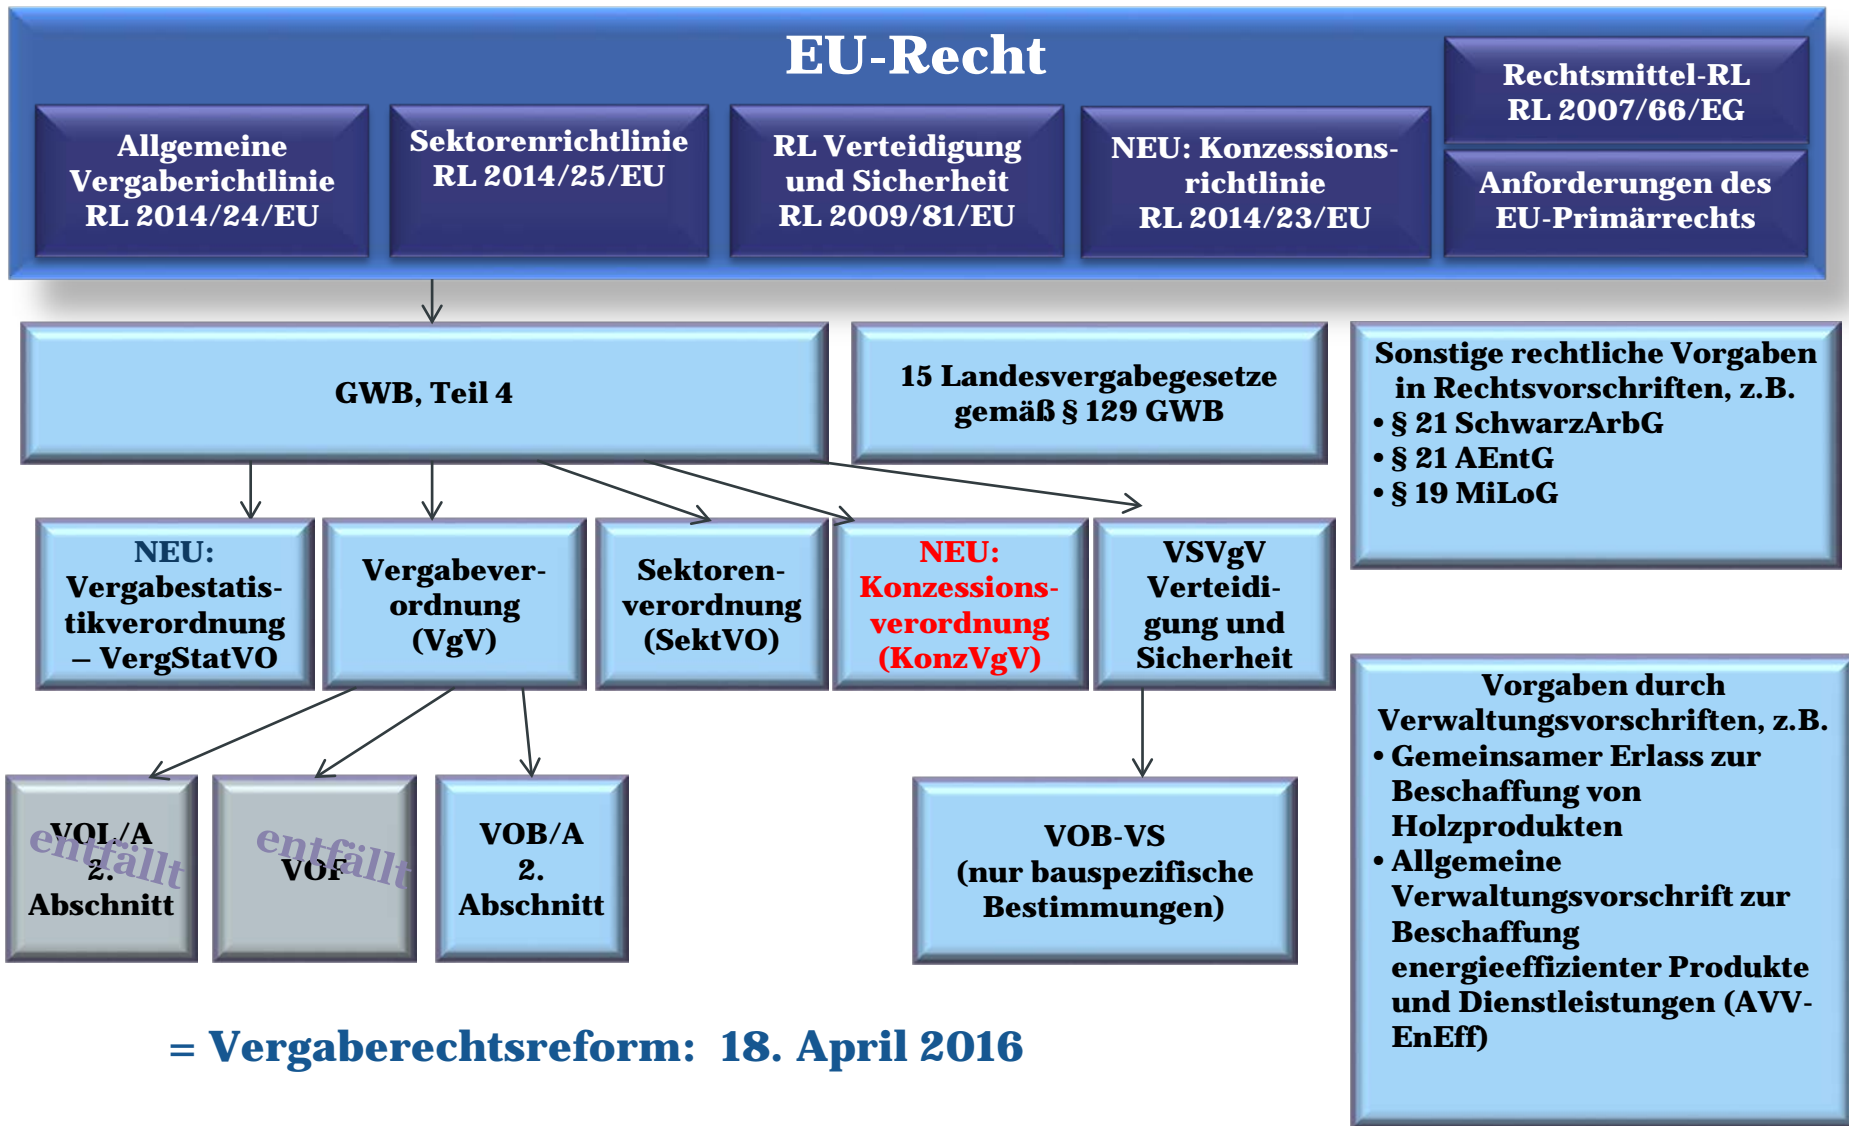 EU-Recht
Allgemeine
Vergaberichtlinie
RL 2014/24/EU
Sektorenrichtlinie
RL 2014/25/EU
RL Verteidigung
und Sicherheit
RL 2009/81/EU
NEU: Konzessions-
richtlinie
RL 2014/23/EU
Rechtsmittel-RL
RL 2007/66/EG
Anforderungen des
EU-Primärrechts
GWB, Teil 4
15 Landesvergabegesetze
gemäß § 129 GWB
Sonstige rechtliche Vorgaben
in Rechtsvorschriften, z.B.
• § 21 SchwarzArbG
• § 21 AEntG
• § 19 MiLoG
NEU:
Vergabestatis-
tikverordnung
– VergStatVO
Vergabever-
ordnung
(VgV)
Sektoren-
verordnung
(SektVO)
NEU:
Konzessions-
verordnung
(KonzVgV)
VSVgV
Verteidi-
gung und
Sicherheit
Vorgaben durch
Verwaltungsvorschriften, z.B.
• Gemeinsamer Erlass zur
Beschaffung von
Holzprodukten
• Allgemeine
Verwaltungsvorschrift zur
Beschaffung
energieeffizienter Produkte
und Dienstleistungen (AVV-
EnEff)
VOL/A
2.
Abschnitt
entfällt
VOF
entfällt
VOB/A
2.
Abschnitt
VOB-VS
(nur bauspezifische
Bestimmungen)
= Vergaberechtsreform: 18. April 2016